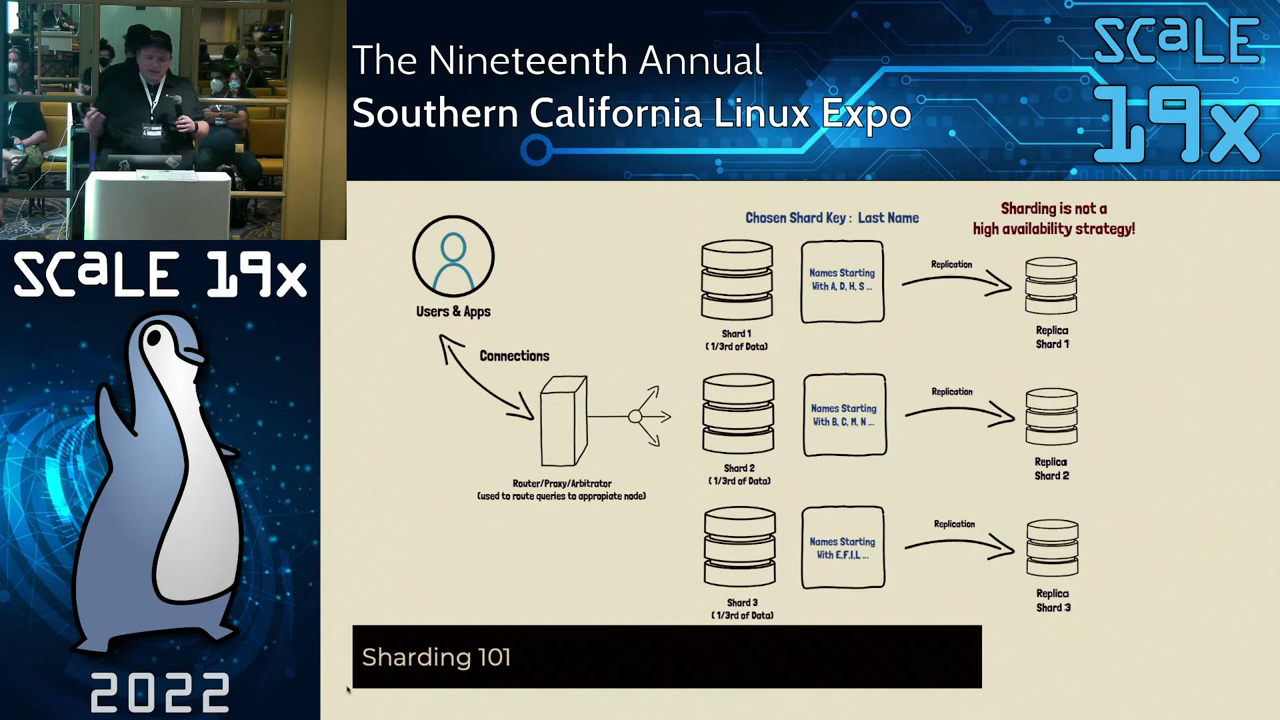 The Nineteenth Annual
Southern California Linux Expo
SCaLE
19x
SCaLE 19x
2022
Chosen Shard Key : Last Name
Sharding is not a
high availability strategy!
Users & Apps
Connections
Router/Proxy/Arbitrator
(used to route queries to appropiate node)
Shard 1
( 1/3rd of Data)
Names Starting
With A, D, H, S ...
Replication
Replica
Shard 1
Shard 2
( 1/3rd of Data)
Names Starting
With B, C, M, N ...
Replication
Replica
Shard 2
Shard 3
( 1/3rd of Data)
Names Starting
With E,F,I,L ...
Replication
Replica
Shard 3
Sharding 101